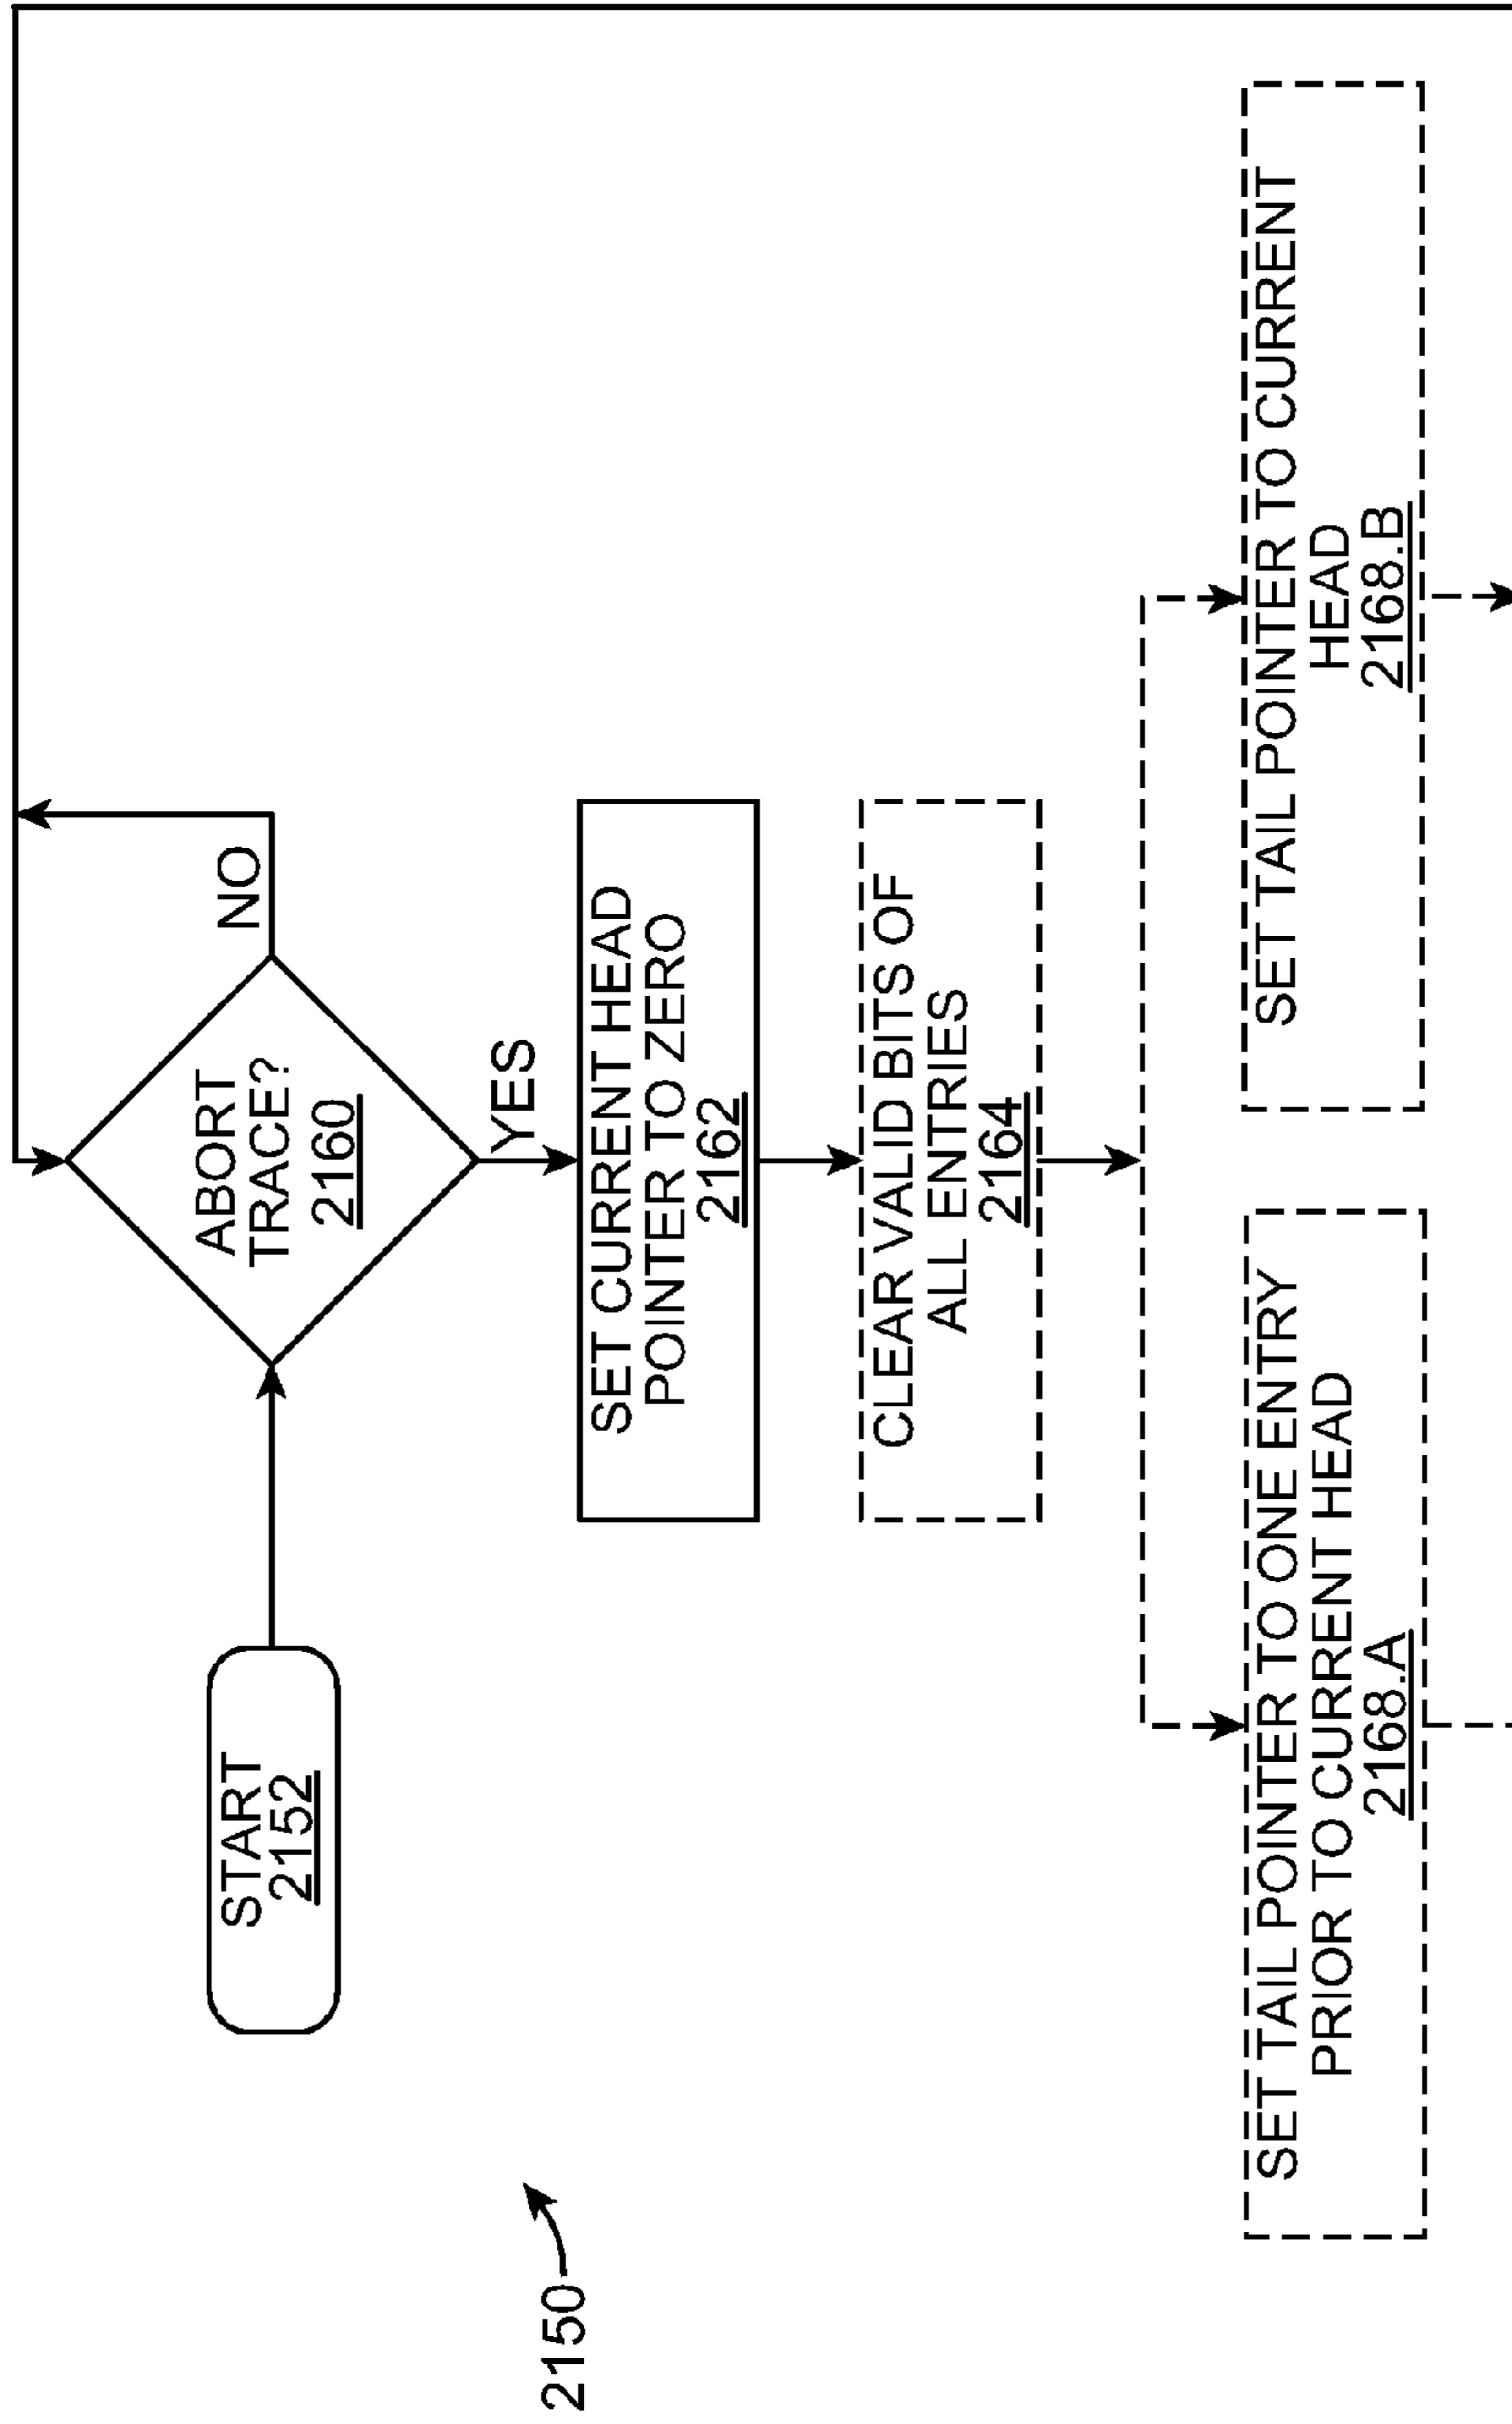 START
2152
ABORT
TRACE?
2160
NO
YES
SET CURRENT HEAD
POINTER TO ZERO
2162
CLEAR VALID BITS OF
ALL ENTRIES
2164
SET TAIL POINTER TO ONE ENTRY
PRIOR TO CURRENT HEAD
2168.A
SET TAIL POINTER TO CURRENT
HEAD
2168.B
2150